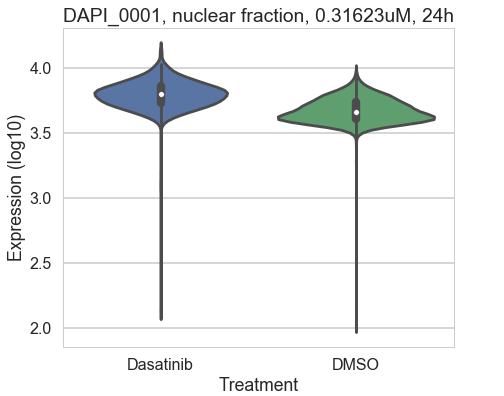 DAPI_0001, nuclear fraction, 0.31623uM, 24h
Expression (log10)
4.0
3.5
3.0
2.5
2.0
Dasatinib
DMSO
Treatment